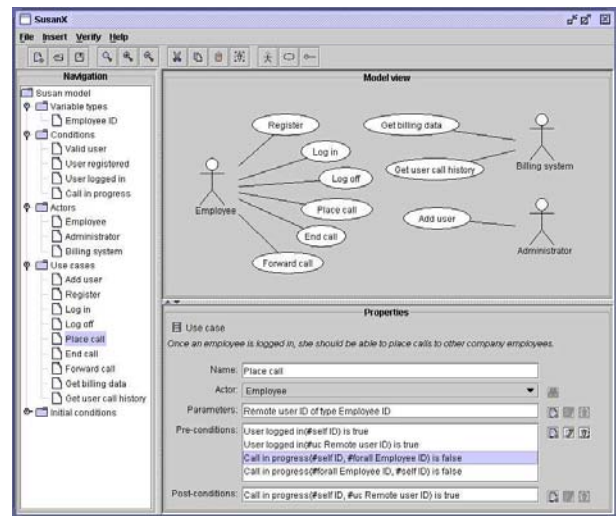 SusanX
File Insert Verify Help
Navigation
Susan model
Variable types
Employee ID
Conditions
Valid user
User registered
User logged in
Call in progress
Actors
Employee
Administrator
Billing system
Use cases
Add user
Register
Log in
Log off
Place call
End call
Forward call
Get billing data
Get user call history
Initial conditions
Model view
Register
Log in
Log off
Place call
End call
Forward call
Employee
Get billing data
Get user call history
Add user
Billing system
Administrator
Properties
Use case
Once an employee is logged in, she should be able to place calls to other company employees.
Name: Place call
Actor: Employee
Parameters: Remote user ID of type Employee ID
Pre-conditions: User logged in(#self ID) is true
User logged in(#uc Remote user ID) is true
Call in progress(#self ID, #forall Employee ID) is false
Call in progress(#forall Employee ID, #self ID) is false
Post-conditions: Call in progress(#self ID, #uc Remote user ID) is true